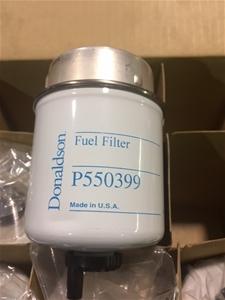 Donaldson
Fuel Filter
P550399
Made in U.S.A.